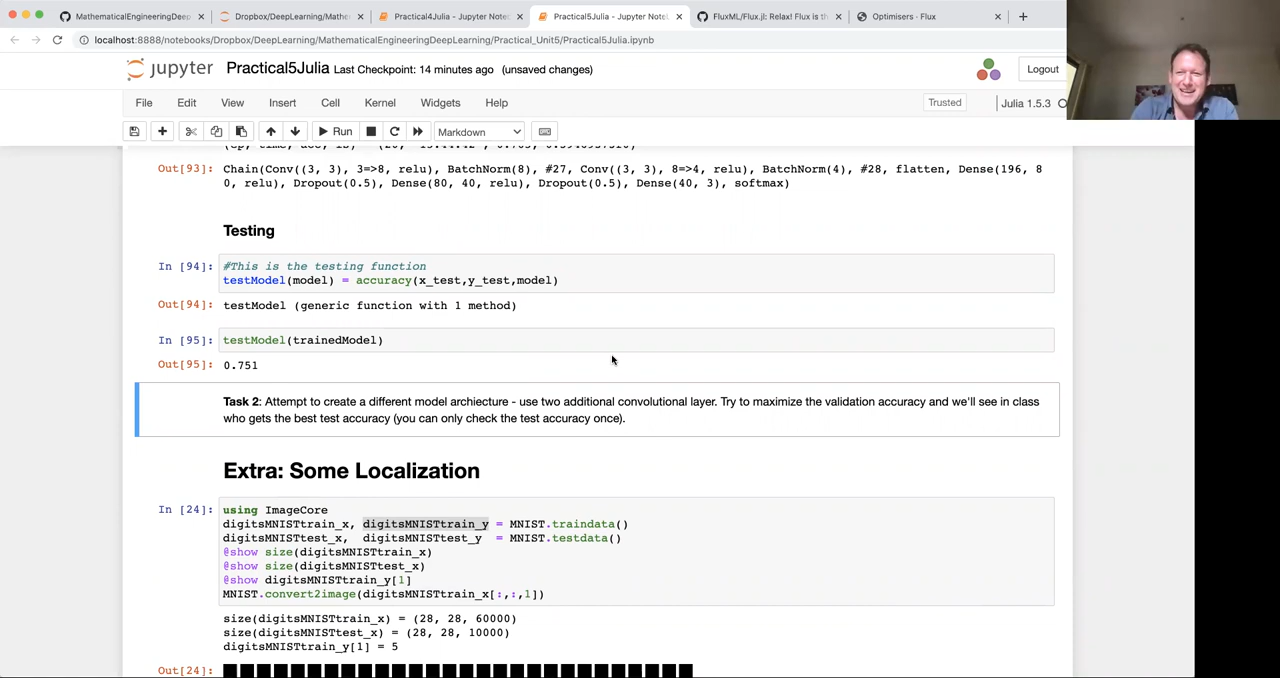 MathematicalEngineeringDeep
Dropbox/DeepLearning/Mathe
Practical4Julia - Jupyter Note
Practical5Julia - Jupyter Note
FluxML/Flux.jl: Relax! Flux is th
Optimisers · Flux
localhost:8888/notebooks/Dropbox/DeepLearning/MathematicalEngineeringDeepLearning/Practical_Unit5/Practical5Julia.ipynb
jupyter Practical5Julia Last Checkpoint: 14 minutes ago (unsaved changes) Logout
File Edit View Insert Cell Kernel Widgets Help Trusted Julia 1.5.3
Run Markdown
Out[93]: Chain(Conv((3, 3), 3=>8, relu), BatchNorm(8), #27, Conv((3, 3), 8=>4, relu), BatchNorm(4), #28, flatten, Dense(196, 8
0, relu), Dropout(0.5), Dense(80, 40, relu), Dropout(0.5), Dense(40, 3), softmax)
Testing
In [94]: #This is the testing function
testModel(model) = accuracy(x_test,y_test,model)
Out[94]: testModel (generic function with 1 method)
In [95]: testModel(trainedModel)
Out[95]: 0.751
Task 2: Attempt to create a different model archiecture - use two additional convolutional layer. Try to maximize the validation accuracy and we'll see in class
who gets the best test accuracy (you can only check the test accuracy once).
Extra: Some Localization
In [24]: using ImageCore
digitsMNISTtrain_x, digitsMNISTtrain_y = MNIST.traindata()
digitsMNISTtest_x, digitsMNISTtest_y = MNIST.testdata()
@show size(digitsMNISTtrain_x)
@show size(digitsMNISTtest_x)
@show digitsMNISTtrain_y[1]
MNIST.convert2image(digitsMNISTtrain_x[:,:,1])
size(digitsMNISTtrain_x) = (28, 28, 60000)
size(digitsMNISTtest_x) = (28, 28, 10000)
digitsMNISTtrain_y[1] = 5
Out[24]: